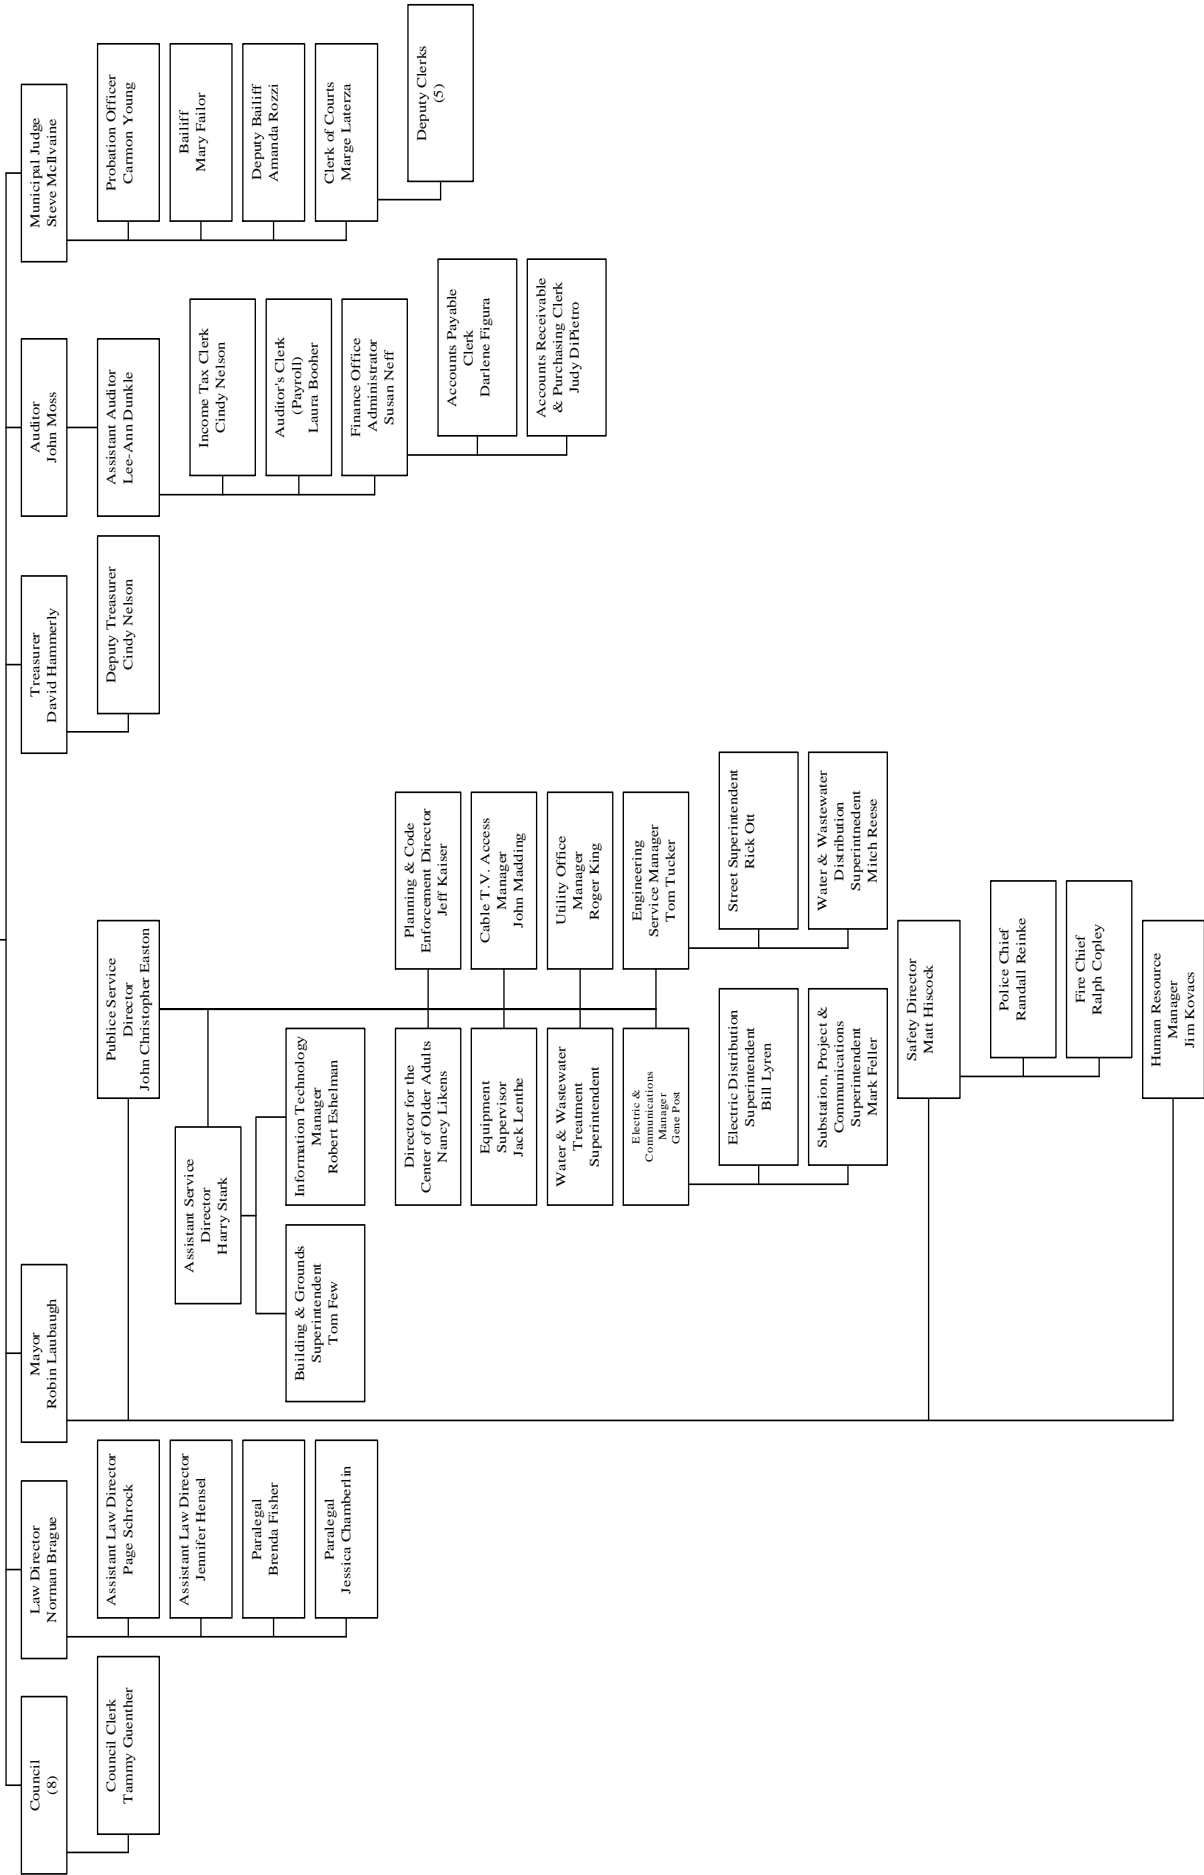 Council
(8)
Council Clerk
Tammy Guenther
Law Director
Norman Brague
Assistant Law Director
Page Schrock
Assistant Law Director
Jennifer Hensel
Paralegal
Brenda Fisher
Paralegal
Jessica Chamberlin
Mayor
Robin Laubaugh
Publice Service
Director
John Christopher Easton
Assistant Service
Director
Harry Stark
Building & Grounds
Superintendent
Tom Few
Information Technology
Manager
Robert Eshelman
Director for the
Center of Older Adults
Nancy Likens
Planning & Code
Enforcement Director
Jeff Kaiser
Equipment
Supervisor
Jack Lenthe
Cable T.V. Access
Manager
John Madding
Water & Wastewater
Treatment
Superintendent
Utility Office
Manager
Roger King
Electric &
Communications
Manager
Gene Post
Engineering
Service Manager
Tom Tucker
Electric Distribution
Superintendent
Bill Lyren
Substation, Project &
Communications
Superintendent
Mark Feller
Street Superintendent
Rick Ott
Water & Wastewater
Distribution
Superintnedent
Mitch Reese
Safety Director
Matt Hiscock
Police Chief
Randall Reinke
Fire Chief
Ralph Copley
Human Resource
Manager
Jim Kovacs
Treasurer
David Hammerly
Deputy Treasurer
Cindy Nelson
Auditor
John Moss
Assistant Auditor
Lee-Ann Dunkle
Income Tax Clerk
Cindy Nelson
Auditor's Clerk
(Payroll)
Laura Booher
Finance Office
Administrator
Susan Neff
Accounts Payable
Clerk
Darlene Figura
Accounts Receivable
& Purchasing Clerk
Judy DiPietro
Municipal Judge
Steve McIlvaine
Probation Officer
Carmon Young
Bailiff
Mary Failor
Deputy Bailiff
Amanda Rozzi
Clerk of Courts
Marge Laterza
Deputy Clerks
(5)